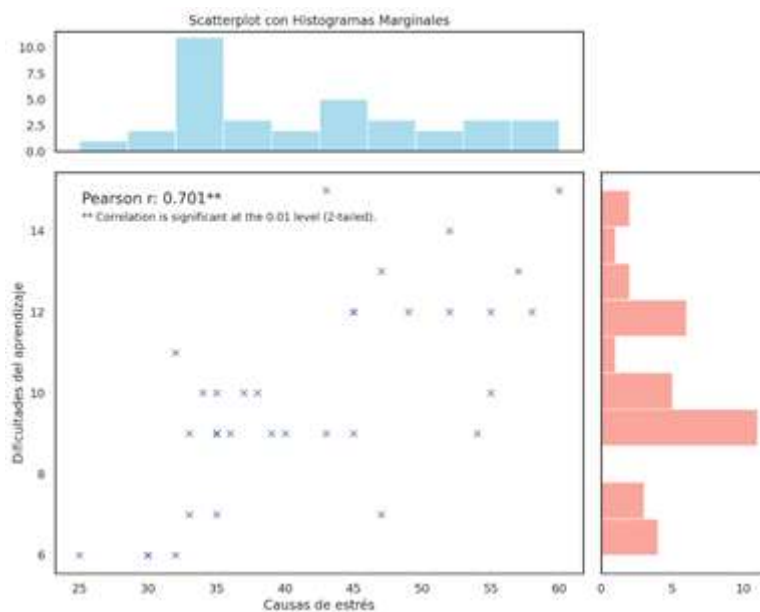 Scatterplot con Histogramas Marginales
10.0
7.5
5.0
2.5
0.0
Pearson r: 0.701**
** Correlation is significant at the 0.01 level (2-tailed).
Dificultades del aprendizaje
14
12
10
8
6
25 30 35 40 45 50 55 60
Causas de estrés
0 5 10